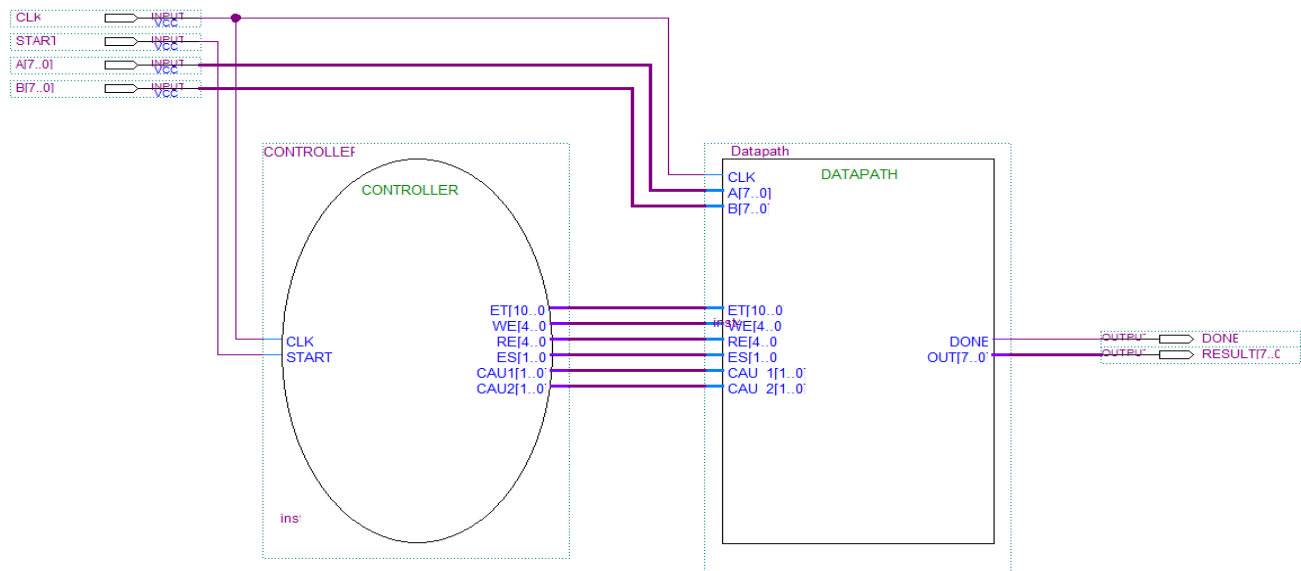 CLK INPUT VCC
START INPUT VCC
A[7..0] INPUT VCC
B[7..0] INPUT VCC
CONTROLLER
CONTROLLER
CLK
START
ET[10..0
WE[4..0
RE[4..0
ES[1..0
CAU1[1..0
CAU2[1..0
inst
Datapath
DATAPATH
CLK
A[7..0]
B[7..0
ET[10..0
WE[4..0
RE[4..0
ES[1..0
CAU 1[1..0
CAU 2[1..0
DONE
OUT[7..0
OUTPUT DONE
OUTPUT RESULT[7..0